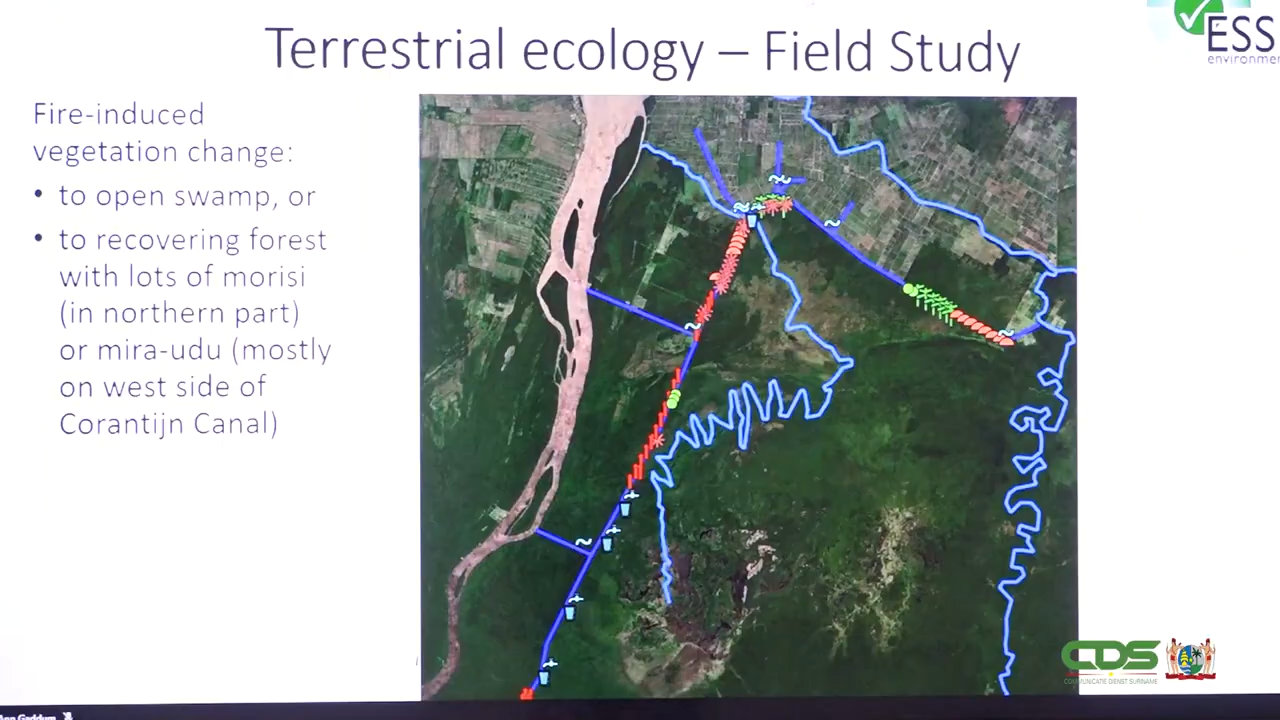 Terrestrial ecology – Field Study
ESS
environmen
Fire-induced
vegetation change:
• to open swamp, or
• to recovering forest
with lots of morisi
(in northern part)
or mira-udu (mostly
on west side of
Corantijn Canal)
CDS
COMMUNICATIE DIENST SURINAME